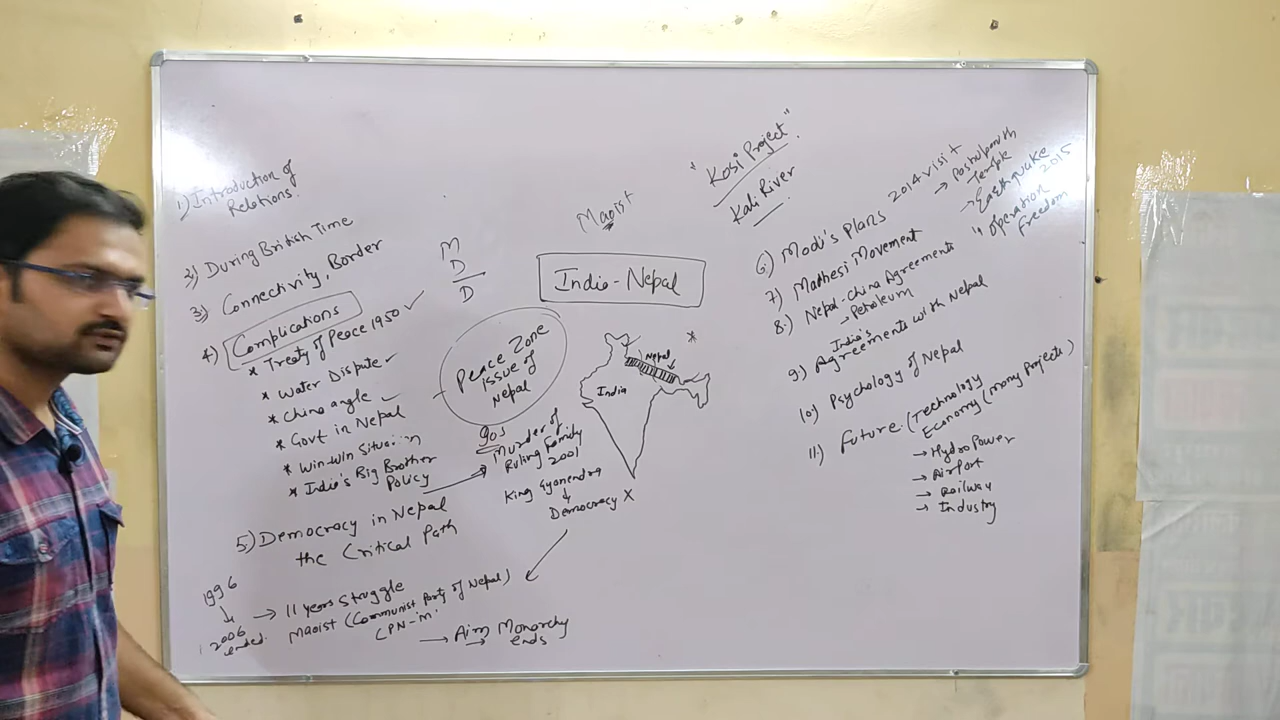 1) Introduction of
Relations.
2) During British Time
3) Connectivity, Border
4) Complications
* Treaty of Peace 1950 ✓
* Water Dispute ✓
* China angle ✓
* Govt in Nepal
* Win-Win Situation
* India's Big Brother
Policy
5) Democracy in Nepal
the Critical Path
1996
↓
2006
ended
→ 11 years Struggle
Maoist (Communist Party of Nepal)
CPN-M
→ Aim Monarchy
→ ends
M
D
D
Peace Zone
issue of
Nepal
90s
Murder of
Ruling Family
2001
King Gyanendra
↓
Democracy X
Maoist
India-Nepal
Nepal
India
*
"Kosi Project"
Kali River
6.) Modi's Plans 2014 visit
→ Pashupanith
Temple
→ Earthquake
2015
"operation
Freedom
7) Madhesi Movement
8.) Nepal-China Agreements
→ Petroleum
India's
9) Agreements with Nepal
10) Psychology of Nepal
11.) Future (Technology
Economy (many Projects)
→ Hydro Power
→ Airport
→ Railway
→ Industry